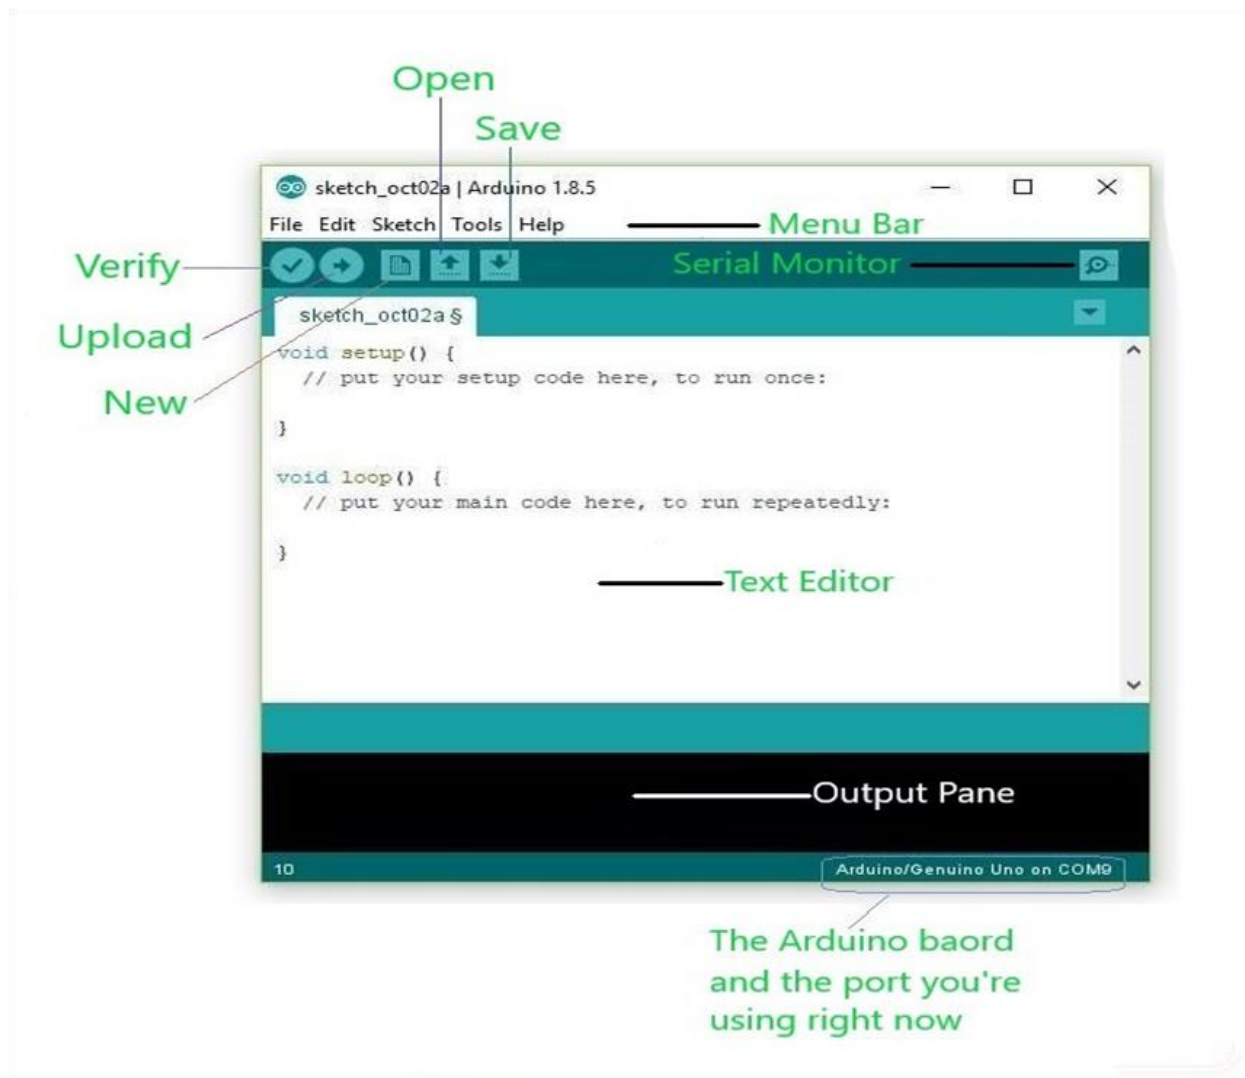 Open
Save
sketch_oct02a | Arduino 1.8.5
File Edit Sketch Tools Help
Menu Bar
Verify
Serial Monitor
Upload
sketch_oct02a §
New
void setup() {
// put your setup code here, to run once:
}
void loop() {
// put your main code here, to run repeatedly:
}
Text Editor
Output Pane
10
Arduino/Genuino Uno on COM9
The Arduino baord
and the port you're
using right now